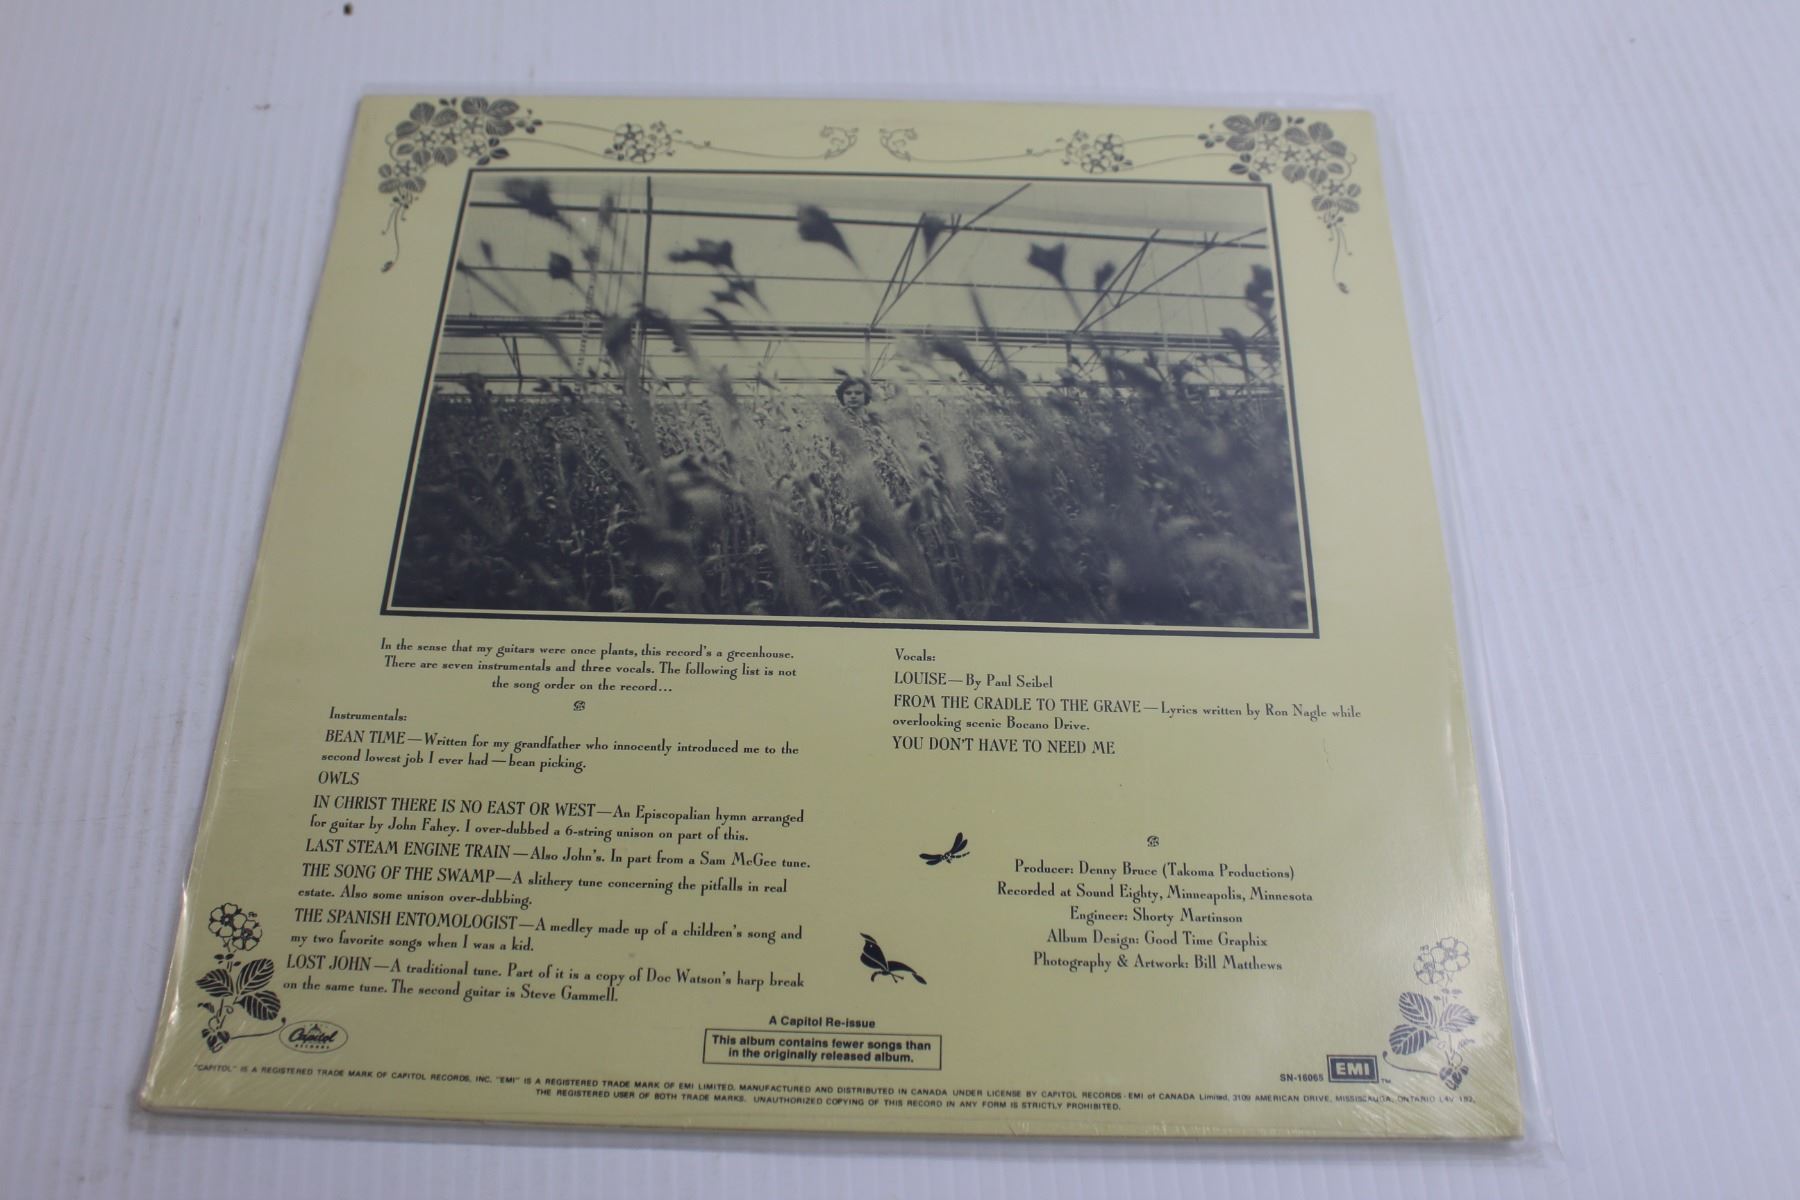 In the sense that my guitars were once plants, this record's a greenhouse.
There are seven instrumentals and three vocals. The following list is not
the song order on the record...
Instrumentals:
BEAN TIME—Written for my grandfather who innocently introduced me to the
second lowest job I ever had—bean picking.
OWLS
IN CHRIST THERE IS NO EAST OR WEST—An Episcopalian hymn arranged
for guitar by John Fahey. I over-dubbed a 6-string unison on part of this.
LAST STEAM ENGINE TRAIN—Also John's. In part from a Sam McGee tune.
THE SONG OF THE SWAMP—A slithery tune concerning the pitfalls in real
estate. Also some unison over-dubbing.
THE SPANISH ENTOMOLOGIST—A medley made up of a children's song and
my two favorite songs when I was a kid.
LOST JOHN—A traditional tune. Part of it is a copy of Doc Watson's harp break
on the same tune. The second guitar is Steve Gammell.
Vocals:
LOUISE—By Paul Seibel
FROM THE CRADLE TO THE GRAVE—Lyrics written by Ron Nagle while
overlooking scenic Bocano Drive.
YOU DON'T HAVE TO NEED ME
Producer: Denny Bruce (Takoma Productions)
Recorded at Sound Eighty, Minneapolis, Minnesota
Engineer: Shorty Martinson
Album Design: Good Time Graphix
Photography & Artwork: Bill Matthews
Capitol
RECORDS
A Capitol Re-issue
This album contains fewer songs than
in the originally released album.
SN-16065 EMI TM
"CAPITOL" IS A REGISTERED TRADE MARK OF CAPITOL RECORDS, INC. "EMI" IS A REGISTERED TRADE MARK OF EMI LIMITED. MANUFACTURED AND DISTRIBUTED IN CANADA UNDER LICENSE BY CAPITOL RECORDS-EMI of CANADA Limited, 3109 AMERICAN DRIVE, MISSISSAUGA, ONTARIO L4V 1B2,
THE REGISTERED USER OF BOTH TRADE MARKS. UNAUTHORIZED COPYING OF THIS RECORD IN ANY FORM IS STRICTLY PROHIBITED.